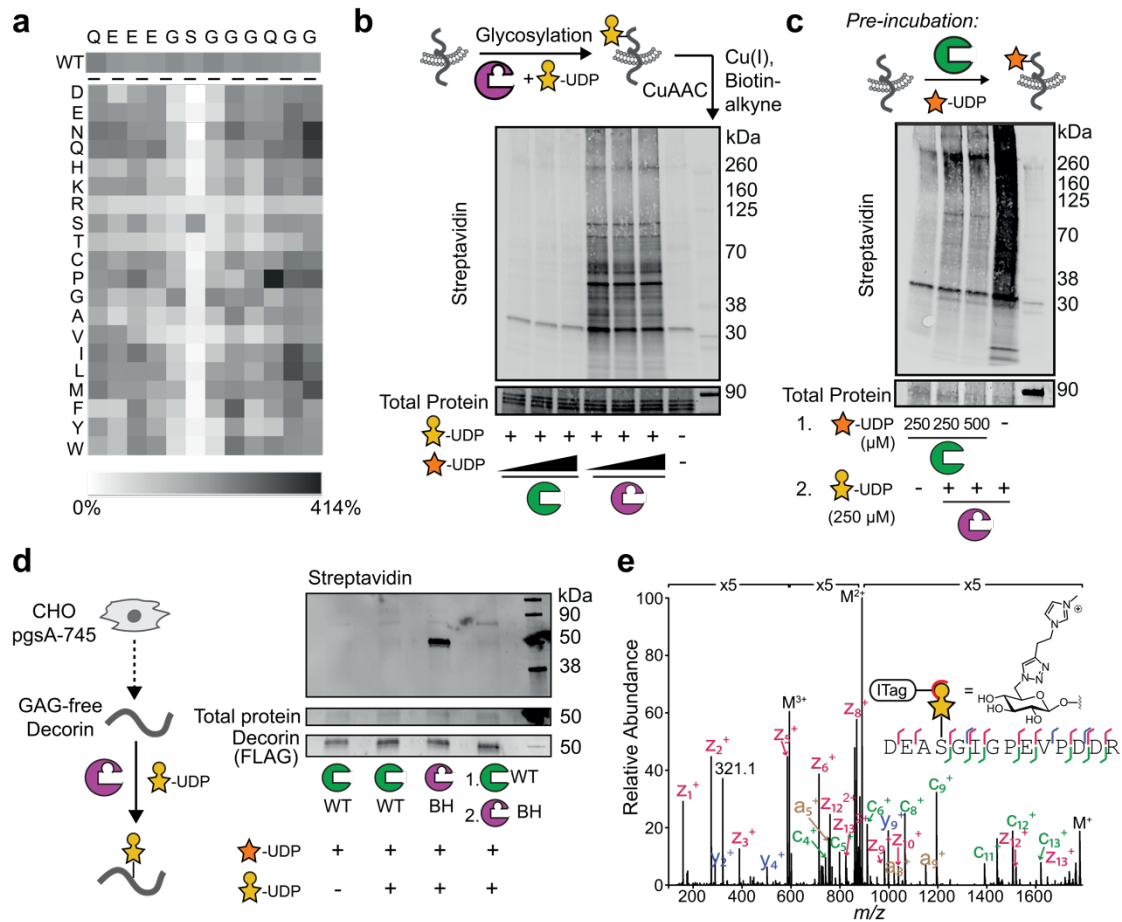 a
Q E E E G S G G G Q G G
WT
D
E
N
Q
H
K
R
S
T
C
P
G
A
V
I
L
M
F
Y
W
0% 414%
b
Glycosylation
+ -UDP
Cu(I),
Biotin-
alkyne
CuAAC
kDa
260
160
125
70
38
30
Streptavidin
90
Total Protein
-UDP + + + + + + -
-UDP -
c
Pre-incubation:
-UDP
kDa
260
160
125
70
38
30
Streptavidin
90
Total Protein
1. -UDP 250 250 500 -
(μM)
2. -UDP - + + +
(250 μM)
d
CHO
pgsA-745
GAG-free
Decorin
-UDP
Streptavidin
kDa
90
50
38
Total protein 50
Decorin
(FLAG) 50
WT WT BH
1. WT
2. BH
-UDP + + + +
-UDP - + + +
e
x5 x5 x5
Relative Abundance
100
80
60
40
20
0
200 400 600 800 1000 1200 1400 1600
m/z
M2+
M3+
M+
z1+
z2+
321.1
y2+
z3+
y4+
z5+
z6+
a5+
z12 2+
c4+
z13
c5+
z8+
c6+
y9+
c8+
z9+
c9+
c11+
c12+
z12+
c13+
z13+
a9+
ITag
=
HO
HO
OH
O
O
N
N
N
N
N
⊕
D E A S G I G P E V P D D R